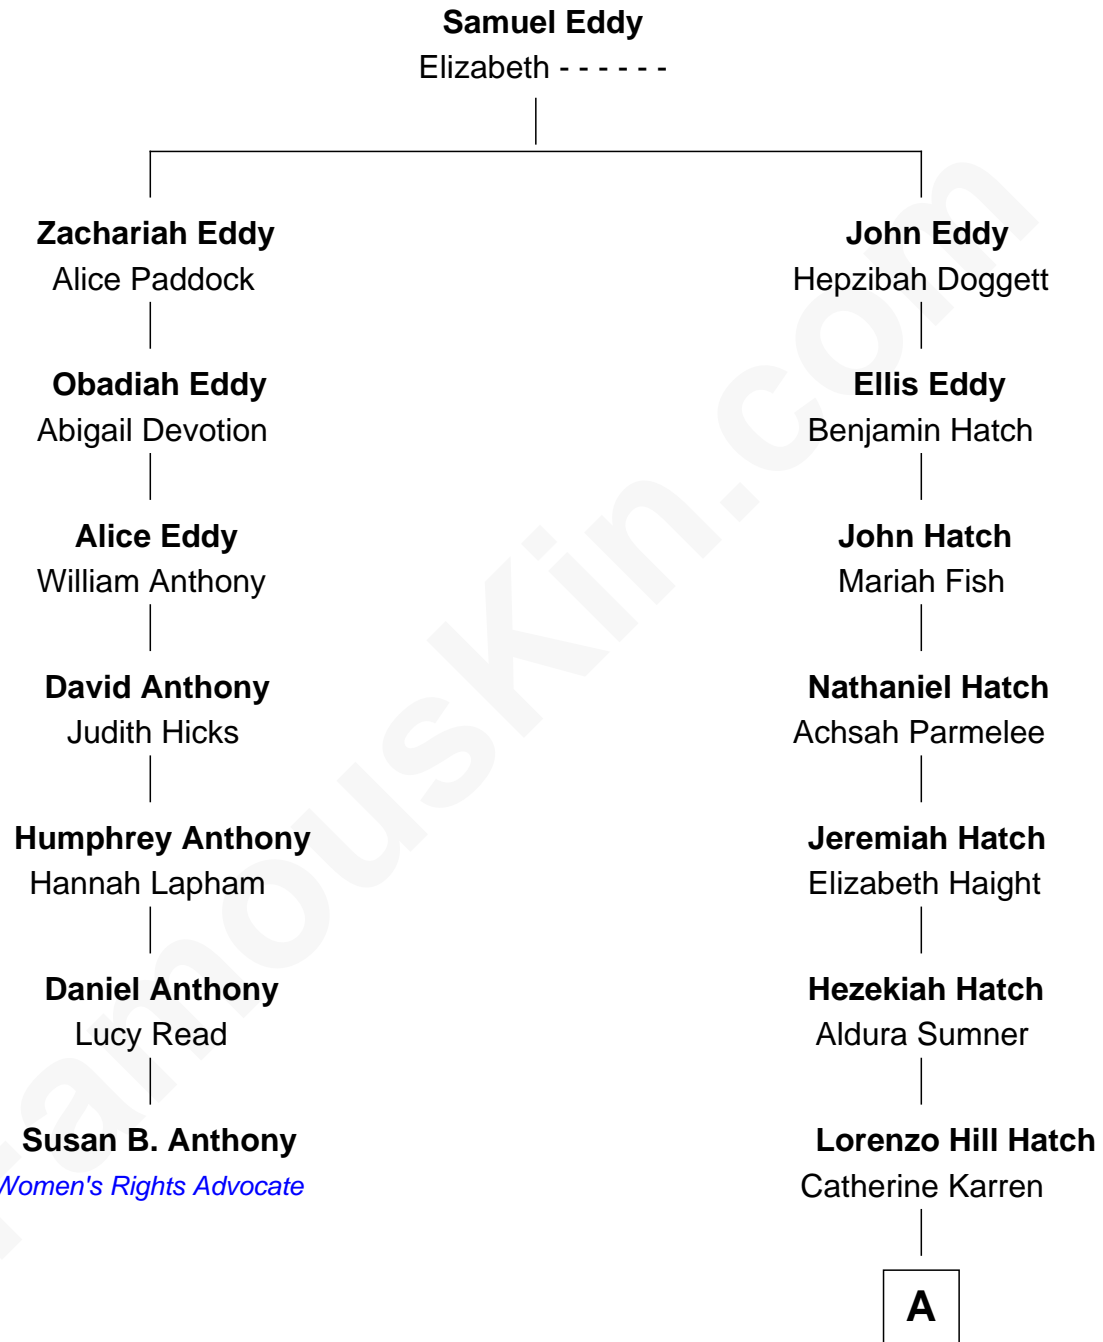 Samuel Eddy
Elizabeth - - - - - -
Zachariah Eddy
Alice Paddock
Obadiah Eddy
Abigail Devotion
Alice Eddy
William Anthony
David Anthony
Judith Hicks
Humphrey Anthony
Hannah Lapham
Daniel Anthony
Lucy Read
Susan B. Anthony
Women's Rights Advocate
John Eddy
Hepzibah Doggett
Ellis Eddy
Benjamin Hatch
John Hatch
Mariah Fish
Nathaniel Hatch
Achsah Parmelee
Jeremiah Hatch
Elizabeth Haight
Hezekiah Hatch
Aldura Sumner
Lorenzo Hill Hatch
Catherine Karren
A
FamousKin.com